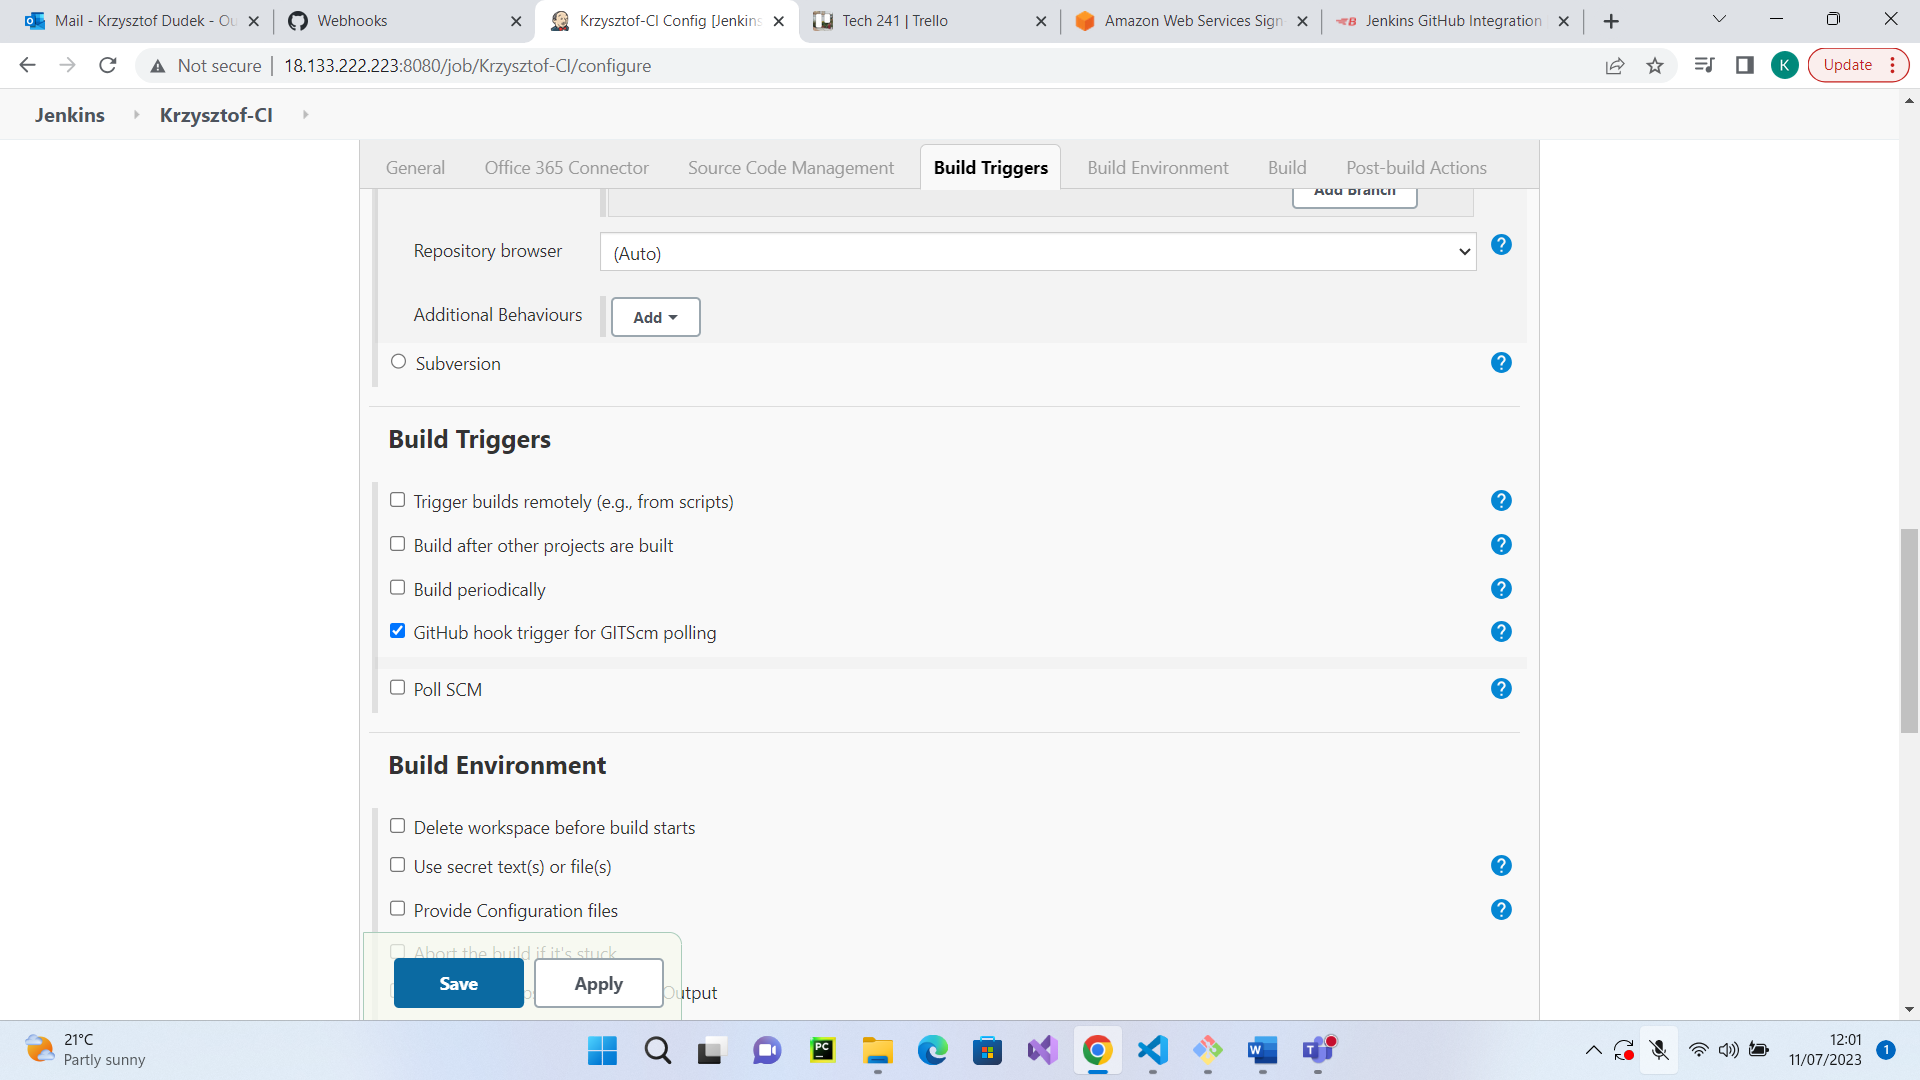 Mail - Krzysztof Dudek - Ou
Webhooks
Krzysztof-CI Config [Jenkins
Tech 241 | Trello
Amazon Web Services Sign
Jenkins GitHub Integration
Not secure
18.133.222.223:8080/job/Krzysztof-CI/configure
K
Update
Jenkins
Krzysztof-CI
General
Office 365 Connector
Source Code Management
Build Triggers
Build Environment
Build
Post-build Actions
Add Branch
Repository browser
(Auto)
?
Additional Behaviours
Add
Subversion
?
Build Triggers
Trigger builds remotely (e.g., from scripts)
?
Build after other projects are built
?
Build periodically
?
GitHub hook trigger for GITScm polling
?
Poll SCM
?
Build Environment
Delete workspace before build starts
Use secret text(s) or file(s)
?
Provide Configuration files
?
Abort the build if it's stuck
Output
Save
Apply
21°C
Partly sunny
PC
W
T
12:01
11/07/2023
1